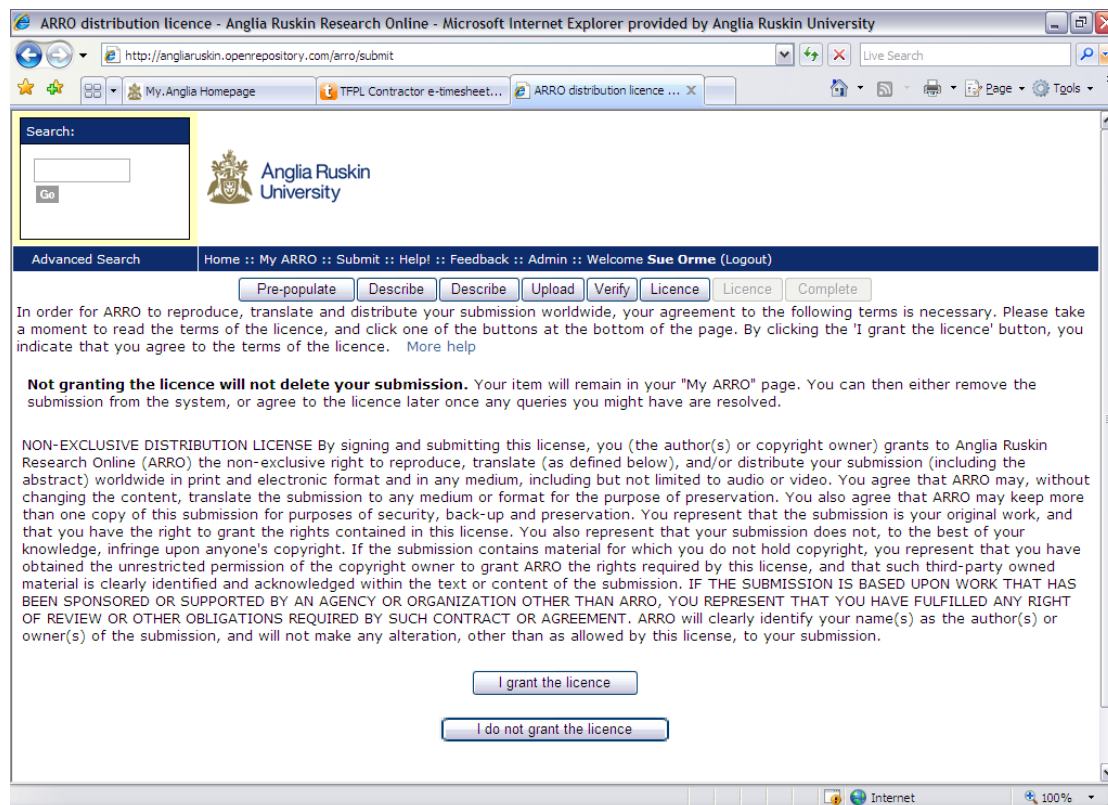 ARRO distribution licence - Anglia Ruskin Research Online - Microsoft Internet Explorer provided by Anglia Ruskin University
http://angliaruskin.openrepository.com/arro/submit
Live Search
My.Anglia Homepage
TFPL Contractor e-timesheet...
ARRO distribution licence ...
Page
Tools
Search:
Go
Anglia Ruskin
University
Advanced Search
Home :: My ARRO :: Submit :: Help! :: Feedback :: Admin :: Welcome Sue Orme (Logout)
Pre-populate Describe Describe Upload Verify Licence Licence Complete
In order for ARRO to reproduce, translate and distribute your submission worldwide, your agreement to the following terms is necessary. Please take
a moment to read the terms of the licence, and click one of the buttons at the bottom of the page. By clicking the 'I grant the licence' button, you
indicate that you agree to the terms of the licence. More help
Not granting the licence will not delete your submission. Your item will remain in your "My ARRO" page. You can then either remove the
submission from the system, or agree to the licence later once any queries you might have are resolved.
NON-EXCLUSIVE DISTRIBUTION LICENSE By signing and submitting this license, you (the author(s) or copyright owner) grants to Anglia Ruskin
Research Online (ARRO) the non-exclusive right to reproduce, translate (as defined below), and/or distribute your submission (including the
abstract) worldwide in print and electronic format and in any medium, including but not limited to audio or video. You agree that ARRO may, without
changing the content, translate the submission to any medium or format for the purpose of preservation. You also agree that ARRO may keep more
than one copy of this submission for purposes of security, back-up and preservation. You represent that the submission is your original work, and
that you have the right to grant the rights contained in this license. You also represent that your submission does not, to the best of your
knowledge, infringe upon anyone's copyright. If the submission contains material for which you do not hold copyright, you represent that you have
obtained the unrestricted permission of the copyright owner to grant ARRO the rights required by this license, and that such third-party owned
material is clearly identified and acknowledged within the text or content of the submission. IF THE SUBMISSION IS BASED UPON WORK THAT HAS
BEEN SPONSORED OR SUPPORTED BY AN AGENCY OR ORGANIZATION OTHER THAN ARRO, YOU REPRESENT THAT YOU HAVE FULFILLED ANY RIGHT
OF REVIEW OR OTHER OBLIGATIONS REQUIRED BY SUCH CONTRACT OR AGREEMENT. ARRO will clearly identify your name(s) as the author(s) or
owner(s) of the submission, and will not make any alteration, other than as allowed by this license, to your submission.
I grant the licence
I do not grant the licence
Internet
100%